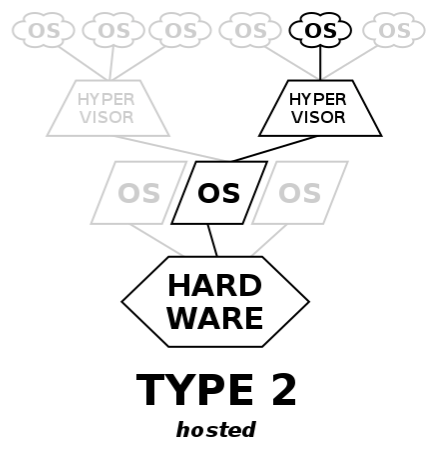 OS OS OS OS OS OS
HYPER HYPER
VISOR VISOR
OS OS OS
HARD
WARE
TYPE 2
hosted